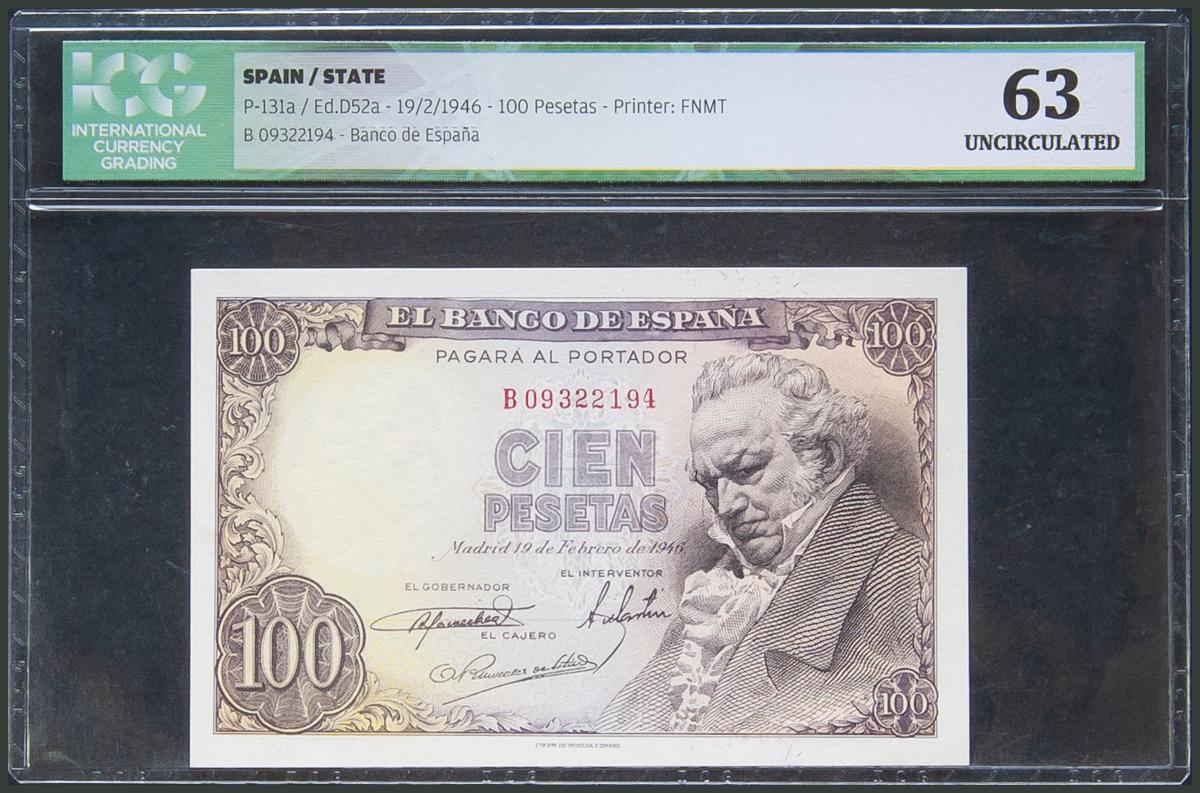 ICG
INTERNATIONAL
CURRENCY
GRADING
SPAIN / STATE
P-131a / Ed.D52a - 19/2/1946 - 100 Pesetas - Printer: FNMT
B 09322194 - Banco de España
63
UNCIRCULATED
EL BANCO DE ESPAÑA
100
100
PAGARÁ AL PORTADOR
B 09322194
CIEN
PESETAS
Madrid 19 de Febrero de 1946
EL GOBERNADOR
EL INTERVENTOR
EL CAJERO
100
100